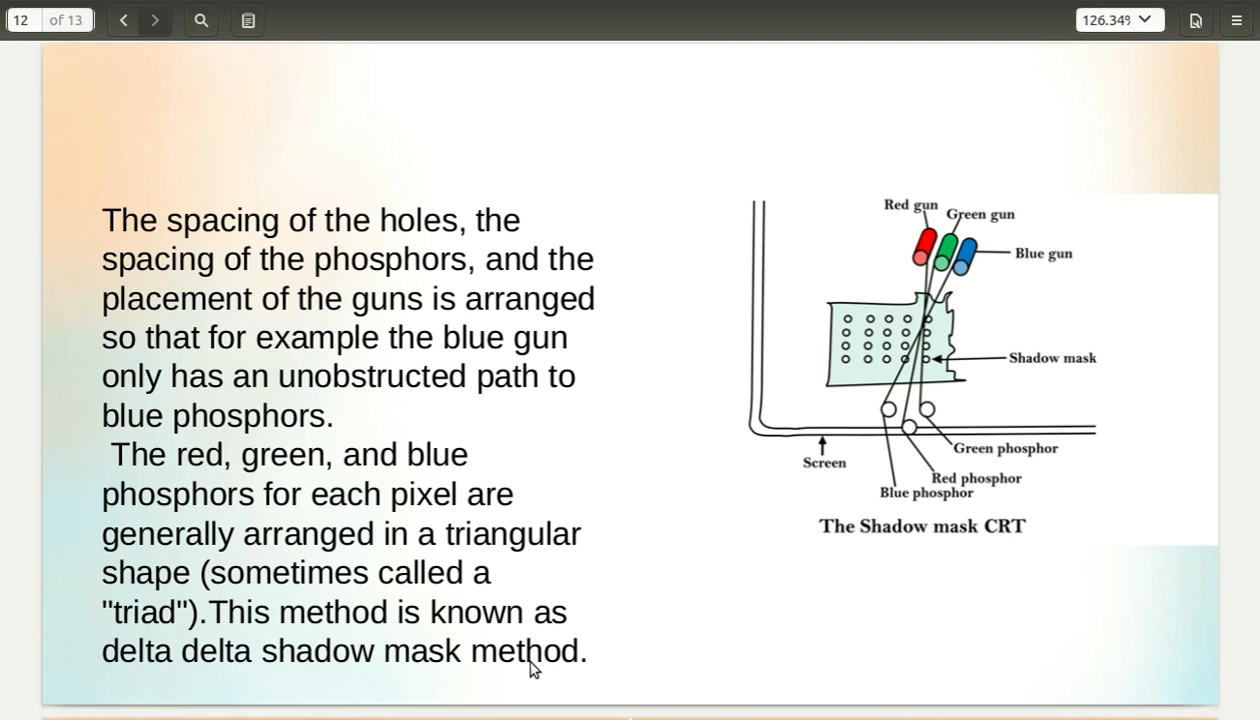 12 of 13
126.34%
The spacing of the holes, the
spacing of the phosphors, and the
placement of the guns is arranged
so that for example the blue gun
only has an unobstructed path to
blue phosphors.
The red, green, and blue
phosphors for each pixel are
generally arranged in a triangular
shape (sometimes called a
"triad").This method is known as
delta delta shadow mask method.
Red gun
Green gun
Blue gun
Shadow mask
Green phosphor
Screen
Red phosphor
Blue phosphor
The Shadow mask CRT